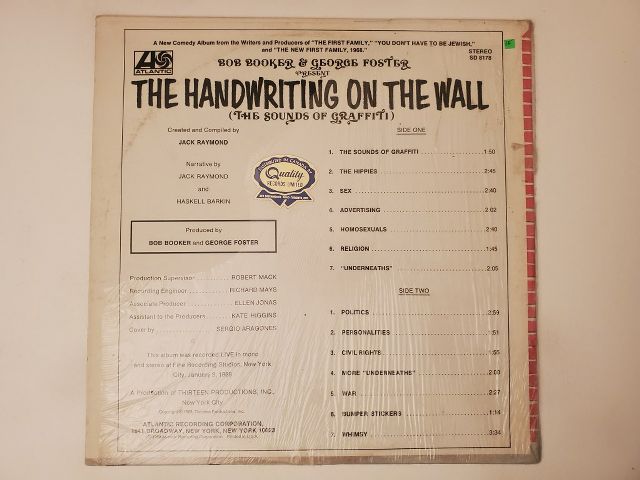 A New Comedy Album from the Writers and Producers of "THE FIRST FAMILY," "YOU DON'T HAVE TO BE JEWISH,"
and "THE NEW FIRST FAMILY, 1968."
ATLANTIC
STEREO
SD 8178
BOB BOOKER & GEORGE FOSTER
PRESENT
THE HANDWRITING ON THE WALL
(THE SOUNDS OF GRAFFITI)
Created and Compiled by
JACK RAYMOND
Narrative by
JACK RAYMOND
and
HASKELL BARKIN
Quality
RECORDS LIMITED
Produced by
BOB BOOKER and GEORGE FOSTER
Production Supervisor ROBERT MACK
Recording Engineer RICHARD MAYS
Associate Producer ELLEN JONAS
Assistant to the Producers KATE HIGGINS
Cover by SERGIO ARAGONES
This album was recorded LIVE in mono
and stereo at Fine Recording Studios, New York
City, January
A Production of THIRTEEN PRODUCTIONS, INC.,
New York City
ATLANTIC RECORDING CORPORATION,
1841 BROADWAY, NEW YORK, NEW YORK 10023
SIDE ONE
1. THE SOUNDS OF GRAFFITI 1:50
2. THE HIPPIES 2:45
3. SEX 2:40
4. ADVERTISING 2:02
5. HOMOSEXUALS 2:40
6. RELIGION 1:45
7. "UNDERNEATHS" 2:05
SIDE TWO
1. POLITICS 2:59
2. PERSONALITIES 1:51
3. CIVIL RIGHTS 1:55
4. MORE "UNDERNEATHS" 2:03
5. WAR 2:27
6. BUMPER STICKERS 1:14
7. WHIMSY 3:34